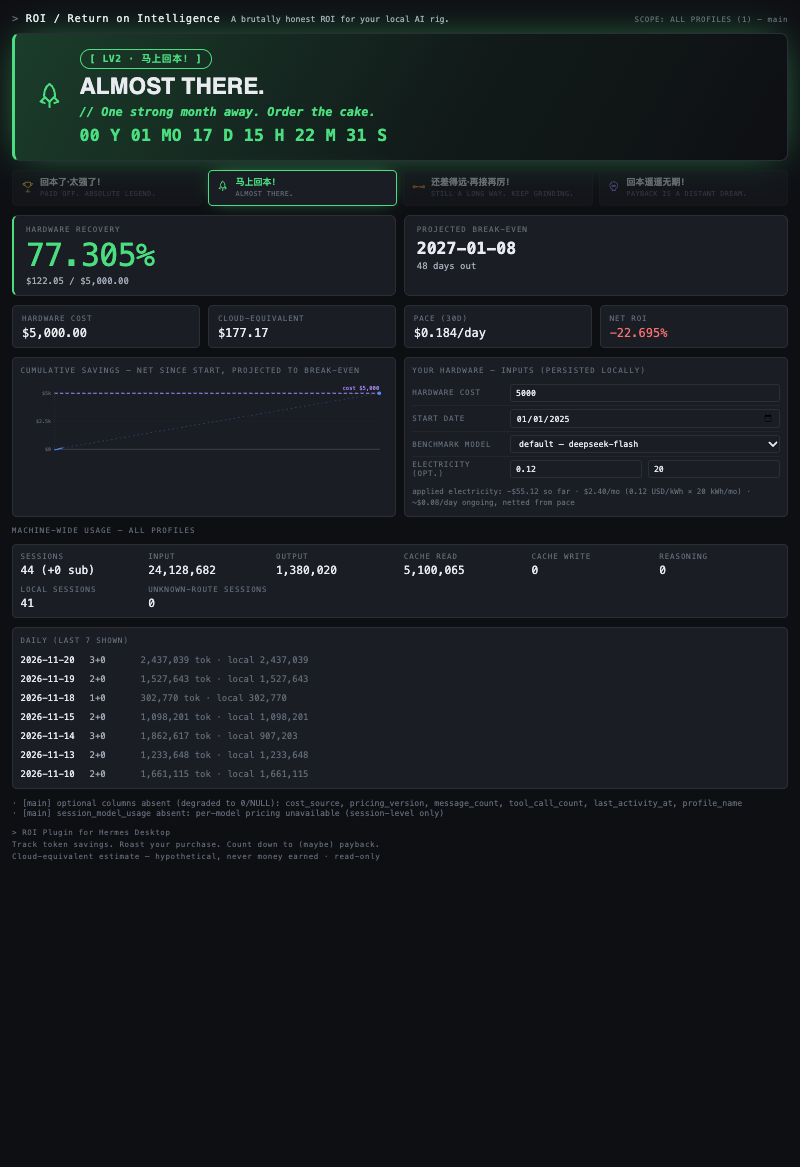 > ROI / Return on Intelligence A brutally honest ROI for your local AI rig. SCOPE: ALL PROFILES (1) — main
[ LV2 · 马上回本! ]
ALMOST THERE.
// One strong month away. Order the cake.
00 Y 01 MO 17 D 15 H 22 M 31 S
回本了·太强了!
PAID OFF. ABSOLUTE LEGEND.
马上回本!
ALMOST THERE.
还差得远·再接再厉!
STILL A LONG WAY. KEEP GRINDING.
回本遥遥无期!
PAYBACK IS A DISTANT DREAM.
HARDWARE RECOVERY
77.305%
$122.05 / $5,000.00
PROJECTED BREAK-EVEN
2027-01-08
48 days out
HARDWARE COST
$5,000.00
CLOUD-EQUIVALENT
$177.17
PACE (30D)
$0.184/day
NET ROI
-22.695%
CUMULATIVE SAVINGS — NET SINCE START, PROJECTED TO BREAK-EVEN
cost $5,000
$5k
$2.5k
$0
YOUR HARDWARE — INPUTS (PERSISTED LOCALLY)
HARDWARE COST 5000
START DATE 01/01/2025
BENCHMARK MODEL default — deepseek-flash
ELECTRICITY (OPT.) 0.12 20
applied electricity: -$55.12 so far · $2.40/mo (0.12 USD/kWh × 20 kWh/mo) ·
~$0.08/day ongoing, netted from pace
MACHINE-WIDE USAGE — ALL PROFILES
SESSIONS INPUT OUTPUT CACHE READ CACHE WRITE REASONING
44 (+0 sub) 24,128,682 1,380,020 5,100,065 0 0
LOCAL SESSIONS UNKNOWN-ROUTE SESSIONS
41 0
DAILY (LAST 7 SHOWN)
2026-11-20 3+0 2,437,039 tok · local 2,437,039
2026-11-19 2+0 1,527,643 tok · local 1,527,643
2026-11-18 1+0 302,770 tok · local 302,770
2026-11-15 2+0 1,098,201 tok · local 1,098,201
2026-11-14 3+0 1,862,617 tok · local 907,203
2026-11-13 2+0 1,233,648 tok · local 1,233,648
2026-11-10 2+0 1,661,115 tok · local 1,661,115
· [main] optional columns absent (degraded to 0/NULL): cost_source, pricing_version, message_count, tool_call_count, last_activity_at, profile_name
· [main] session_model_usage absent: per-model pricing unavailable (session-level only)
> ROI Plugin for Hermes Desktop
Track token savings. Roast your purchase. Count down to (maybe) payback.
Cloud-equivalent estimate — hypothetical, never money earned · read-only